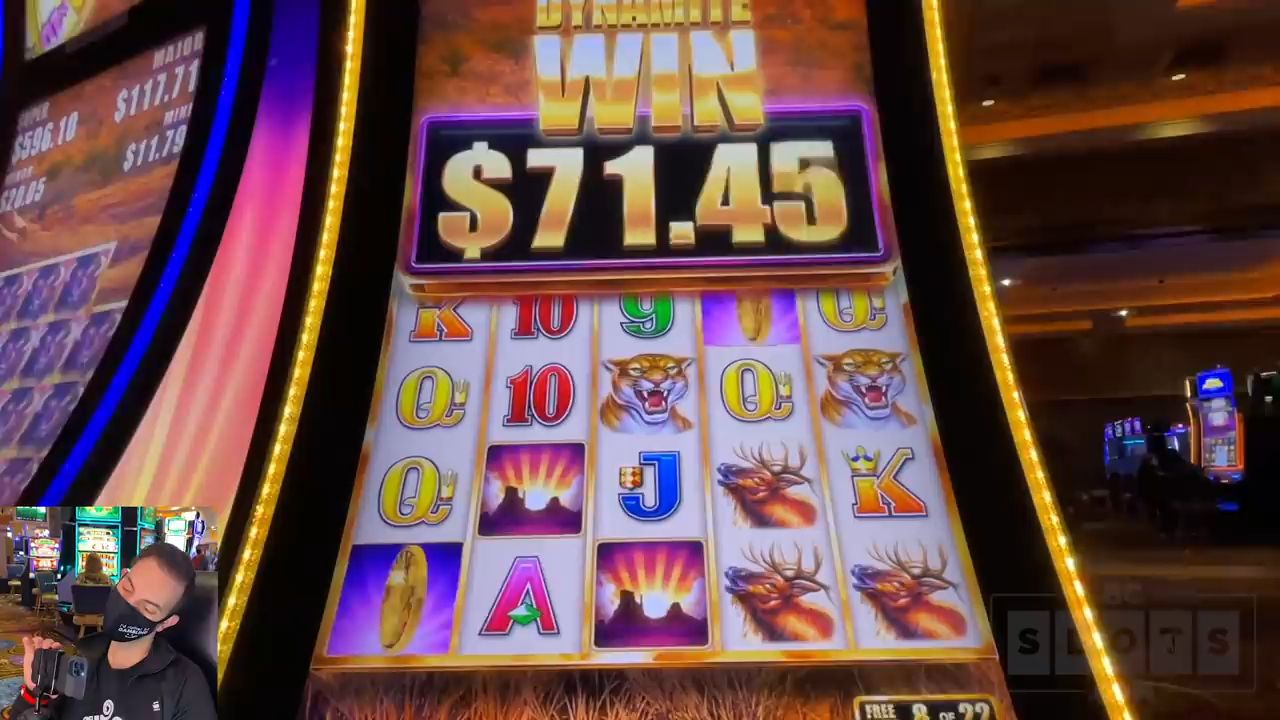 DYNAMITE
WIN
$71.45
MAJOR
$117.71
$596.10
MINI
$11.79
$20.05
K 10 9 Q
Q 10 Q
Q J K
A
FREE 8 OF 22
SLOTS